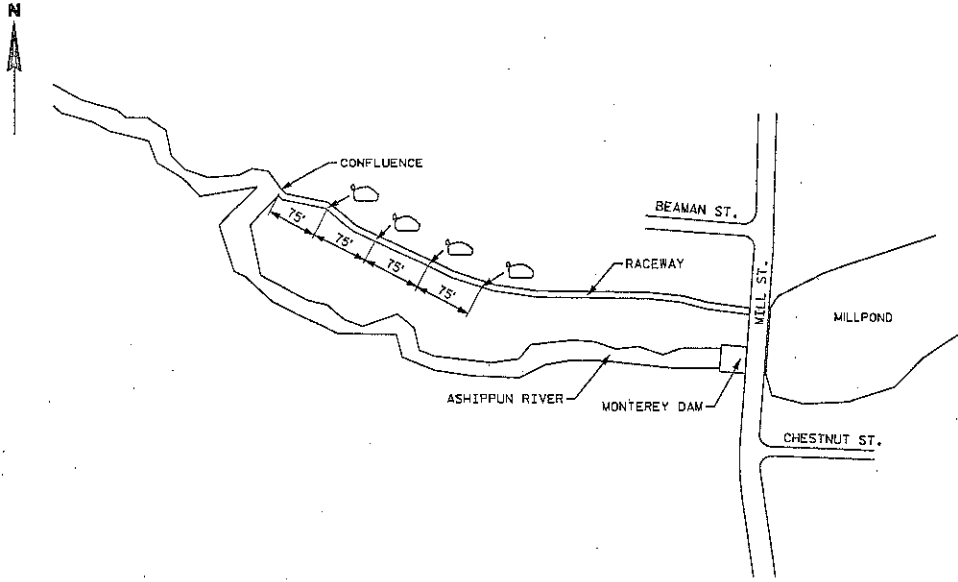 N
CONFLUENCE
75'
75'
75'
75'
BEAMAN ST.
RACEWAY
MILL ST.
MILLPOND
ASHIPPUN RIVER
MONTEREY DAM
CHESTNUT ST.